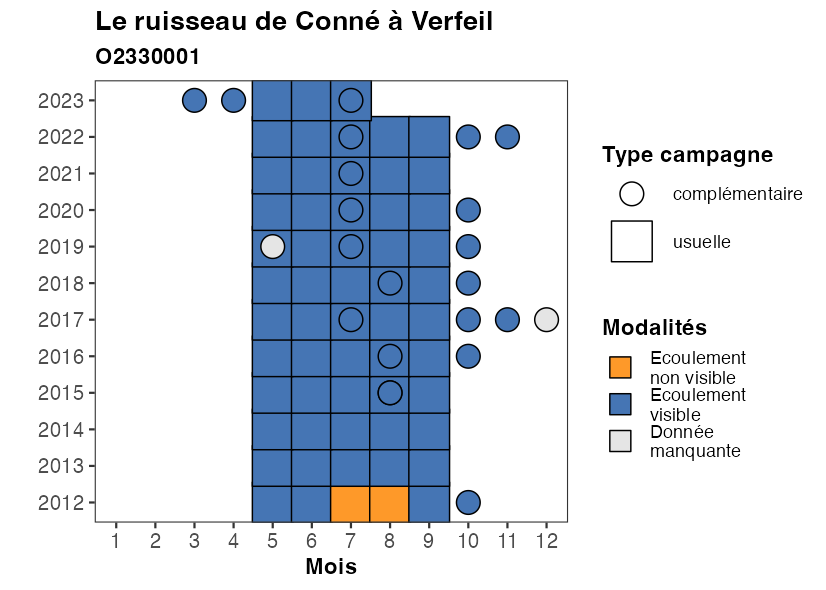 Le ruisseau de Conné à Verfeil
O2330001
2023
2022
2021
2020
2019
2018
2017
2016
2015
2014
2013
2012
1 2 3 4 5 6 7 8 9 10 11 12
Mois
Type campagne
complémentaire
usuelle
Modalités
Ecoulement
non visible
Ecoulement
visible
Donnée
manquante